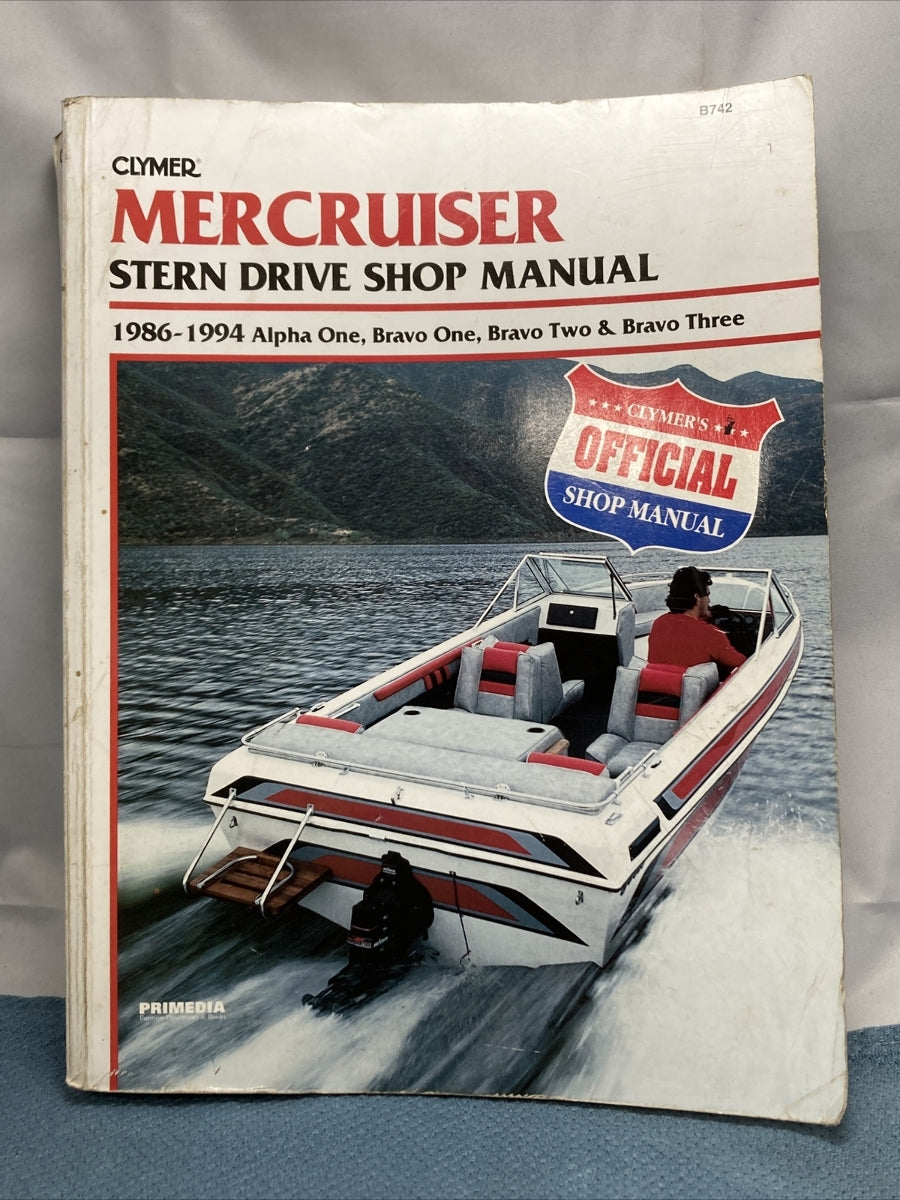 B742
CLYMER®
MERCRUISER
STERN DRIVE SHOP MANUAL
1986-1994 Alpha One, Bravo One, Bravo Two & Bravo Three
★★★ CLYMER'S ★★★
OFFICIAL
SHOP MANUAL
PRIMEDIA